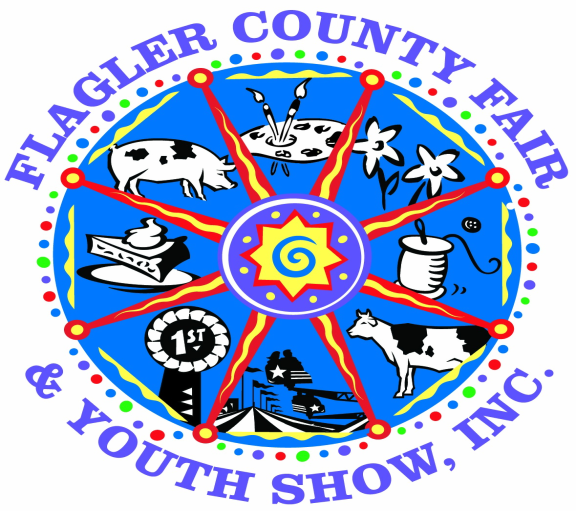 FLAGLER COUNTY FAIR
1ST
& YOUTH SHOW, INC.